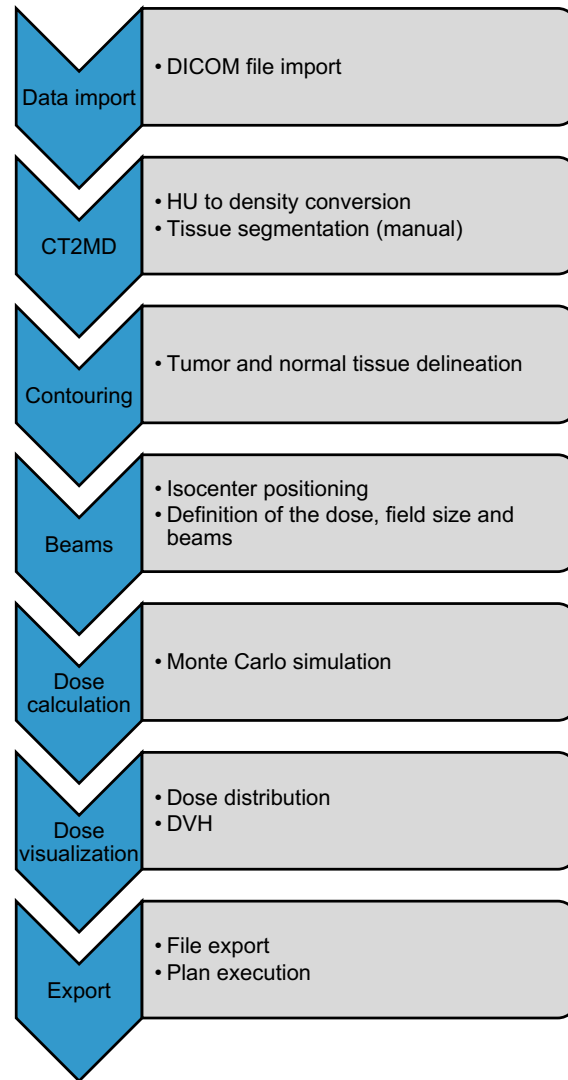 Data import
• DICOM file import
CT2MD
• HU to density conversion
• Tissue segmentation (manual)
Contouring
• Tumor and normal tissue delineation
Beams
• Isocenter positioning
• Definition of the dose, field size and
beams
Dose
calculation
• Monte Carlo simulation
Dose
visualization
• Dose distribution
• DVH
Export
• File export
• Plan execution